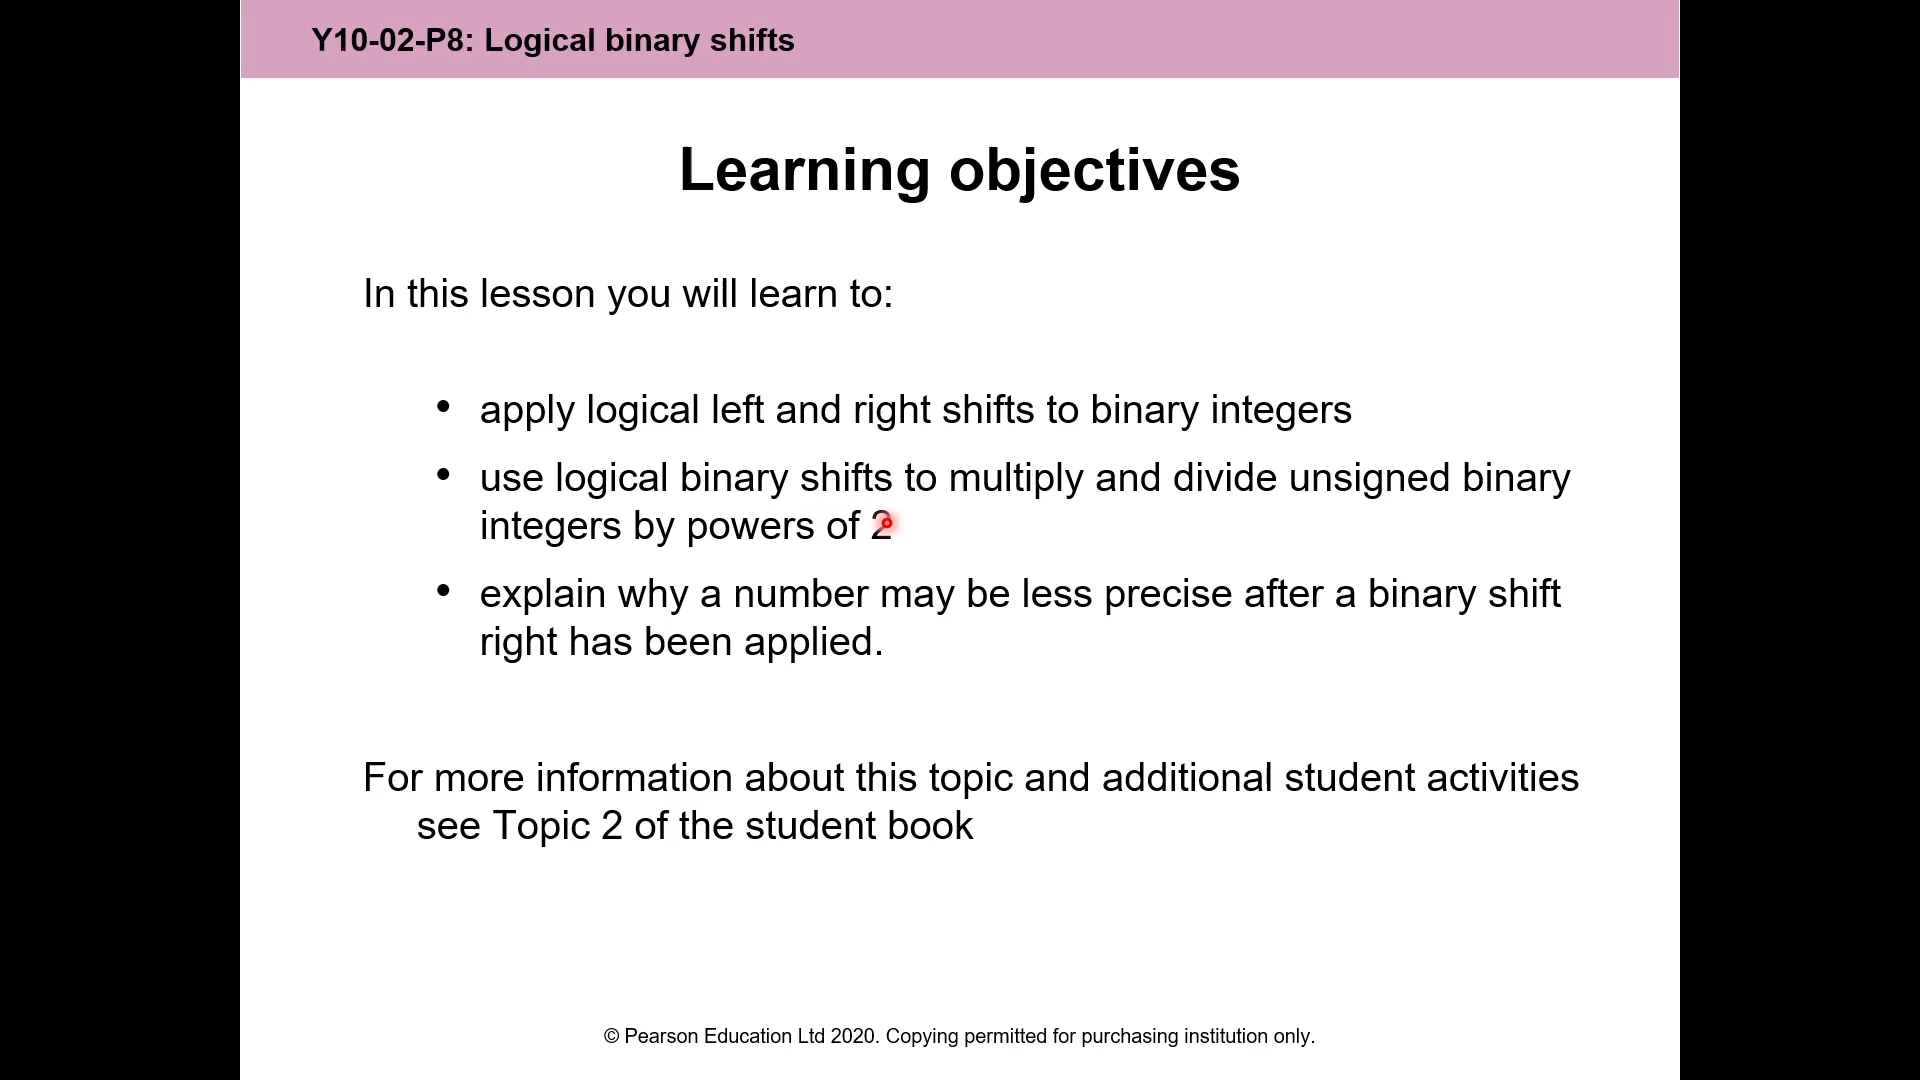 Y10-02-P8: Logical binary shifts
Learning objectives
In this lesson you will learn to:
• apply logical left and right shifts to binary integers
• use logical binary shifts to multiply and divide unsigned binary
integers by powers of 2
• explain why a number may be less precise after a binary shift
right has been applied.
For more information about this topic and additional student activities
see Topic 2 of the student book
© Pearson Education Ltd 2020. Copying permitted for purchasing institution only.